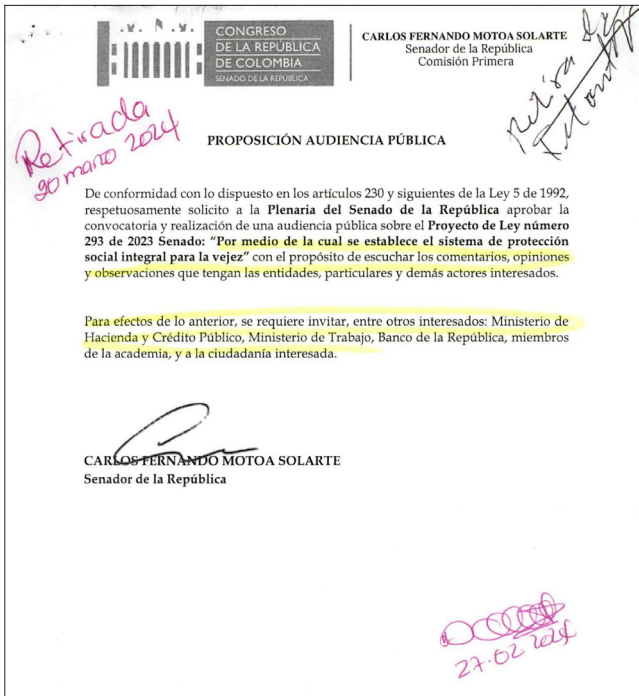 CONGRESO
DE LA REPÚBLICA
DE COLOMBIA
SENADO DE LA REPÚBLICA
CARLOS FERNANDO MOTOA SOLARTE
Senador de la República
Comisión Primera
Retirada
20 marzo 2024
PROPOSICIÓN AUDIENCIA PÚBLICA
De conformidad con lo dispuesto en los artículos 230 y siguientes de la Ley 5 de 1992,
respetuosamente solicito a la Plenaria del Senado de la República aprobar la
convocatoria y realización de una audiencia pública sobre el Proyecto de Ley número
293 de 2023 Senado: “Por medio de la cual se establece el sistema de protección
social integral para la vejez” con el propósito de escuchar los comentarios, opiniones
y observaciones que tengan las entidades, particulares y demás actores interesados.
Para efectos de lo anterior, se requiere invitar, entre otros interesados: Ministerio de
Hacienda y Crédito Público, Ministerio de Trabajo, Banco de la República, miembros
de la academia, y a la ciudadanía interesada.
CARLOS FERNANDO MOTOA SOLARTE
Senador de la República
27.02 2024